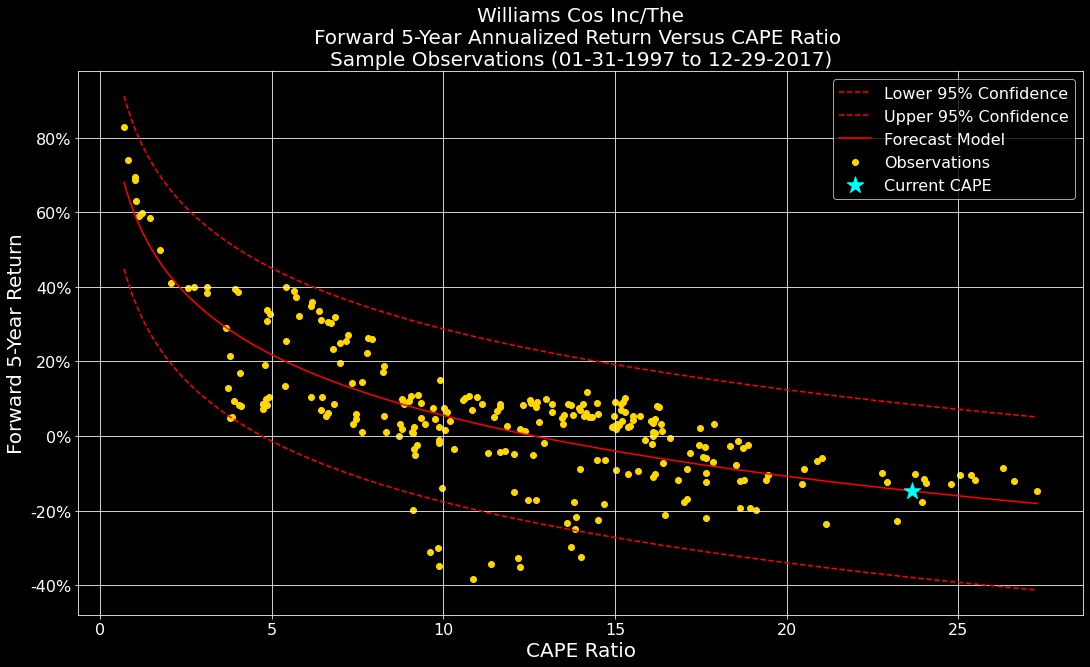 Williams Cos Inc/The
Forward 5-Year Annualized Return Versus CAPE Ratio
Sample Observations (01-31-1997 to 12-29-2017)
Lower 95% Confidence
Upper 95% Confidence
Forecast Model
Observations
Current CAPE
Forward 5-Year Return
80%
60%
40%
20%
0%
-20%
-40%
0 5 10 15 20 25
CAPE Ratio